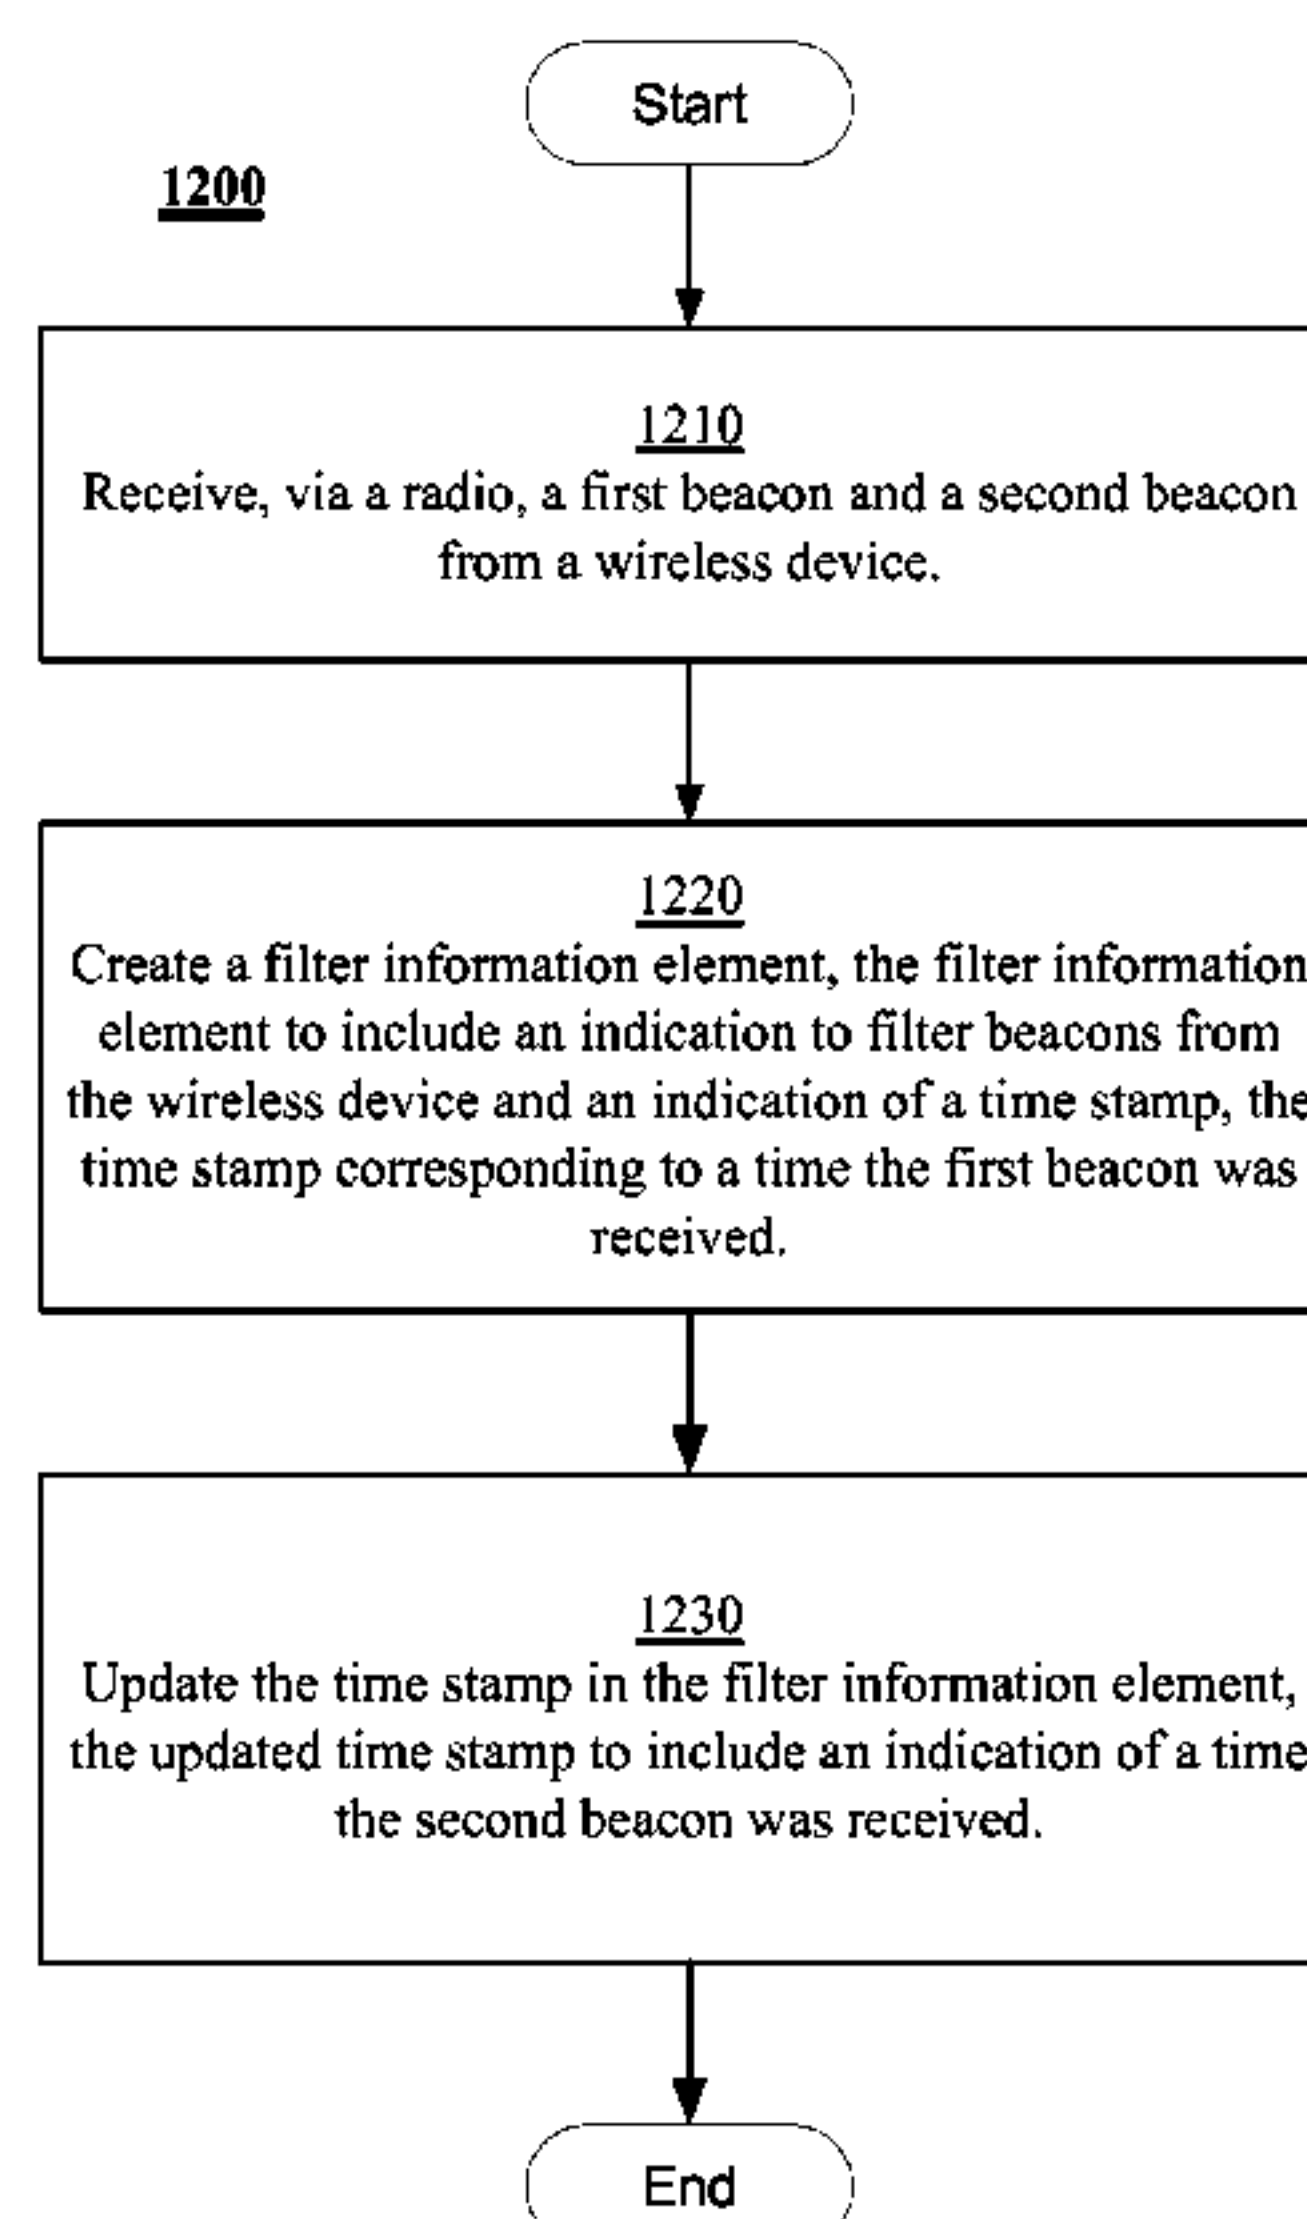 Start
1200
1210
Receive, via a radio, a first beacon and a second beacon
from a wireless device.
1220
Create a filter information element, the filter information
element to include an indication to filter beacons from
the wireless device and an indication of a time stamp, the
time stamp corresponding to a time the first beacon was
received.
1230
Update the time stamp in the filter information element,
the updated time stamp to include an indication of a time
the second beacon was received.
End